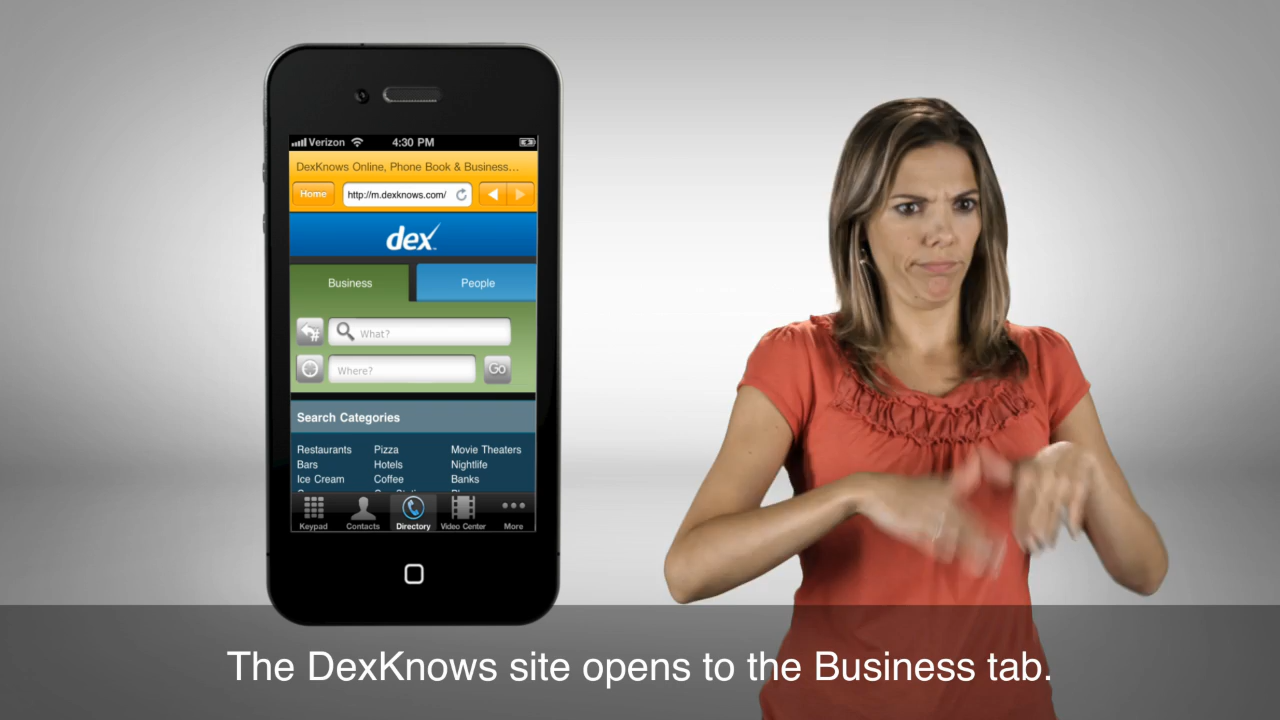 Verizon 4:30 PM
DexKnows Online, Phone Book & Business...
Home http://m.dexknows.com/
dex
Business People
What?
Where? Go
Search Categories
Restaurants Pizza Movie Theaters
Bars Hotels Nightlife
Ice Cream Coffee Banks
Keypad Contacts Directory Video Center More
The DexKnows site opens to the Business tab.